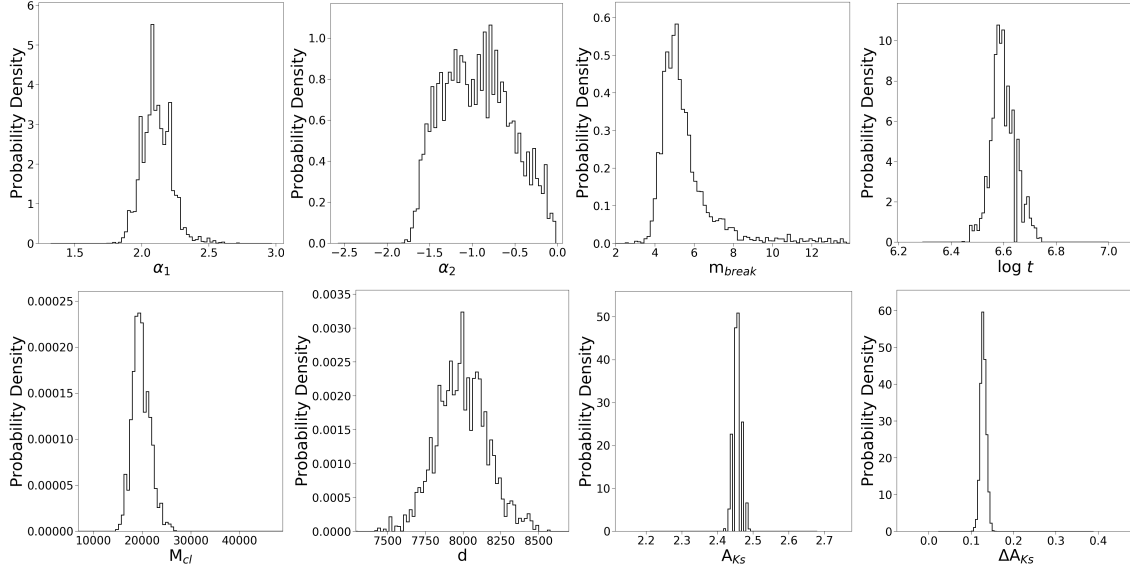 Probability Density
6
5
4
3
2
1
0
1.5 2.0 2.5 3.0
α1
Probability Density
1.0
0.8
0.6
0.4
0.2
0.0
−2.5 −2.0 −1.5 −1.0 −0.5 0.0
α2
Probability Density
0.6
0.5
0.4
0.3
0.2
0.1
0.0
2 4 6 8 10 12
m_break
Probability Density
10
8
6
4
2
0
6.2 6.4 6.6 6.8 7.0
log t
Probability Density
0.00025
0.00020
0.00015
0.00010
0.00005
0.00000
10000 20000 30000 40000
M_cl
Probability Density
0.0035
0.0030
0.0025
0.0020
0.0015
0.0010
0.0005
0.0000
7500 7750 8000 8250 8500
d
Probability Density
50
40
30
20
10
0
2.2 2.3 2.4 2.5 2.6 2.7
A_Ks
Probability Density
60
50
40
30
20
10
0
0.0 0.1 0.2 0.3 0.4
ΔA_Ks